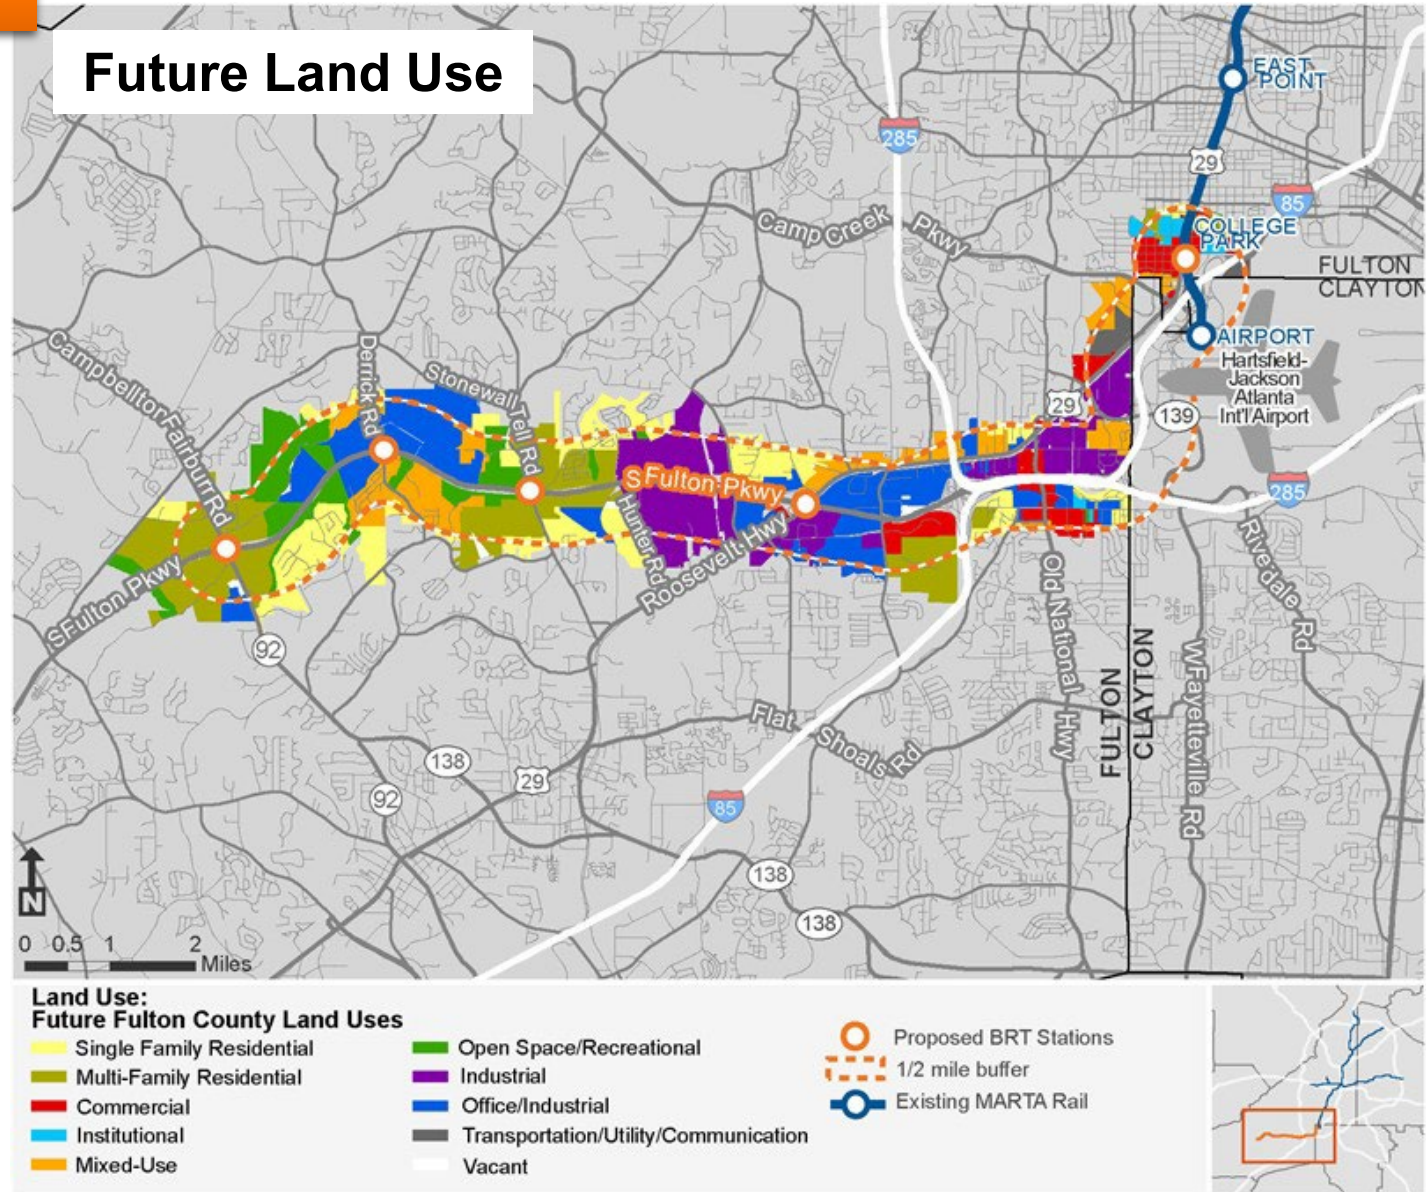 Future Land Use
EAST
POINT
285
29
85
Camp Creek Pkwy
COLLEGE
PARK
FULTON
CLAYTON
AIRPORT
Hartsfield-
Jackson
Atlanta
Int'l Airport
Campbellton Fairburn Rd
Derrick Rd
Stonewall Tell Rd
29
139
S Fulton Pkwy
285
Hunter Rd
Roosevelt Hwy
Riverdale Rd
S Fulton Pkwy
Old National Hwy
92
FULTON
CLAYTON
W Fayetteville Rd
Flat Shoals Rd
138
29
92
85
138
138
N
0 0.5 1 2
Miles
Land Use:
Future Fulton County Land Uses
Single Family Residential
Multi-Family Residential
Commercial
Institutional
Mixed-Use
Open Space/Recreational
Industrial
Office/Industrial
Transportation/Utility/Communication
Vacant
Proposed BRT Stations
1/2 mile buffer
Existing MARTA Rail